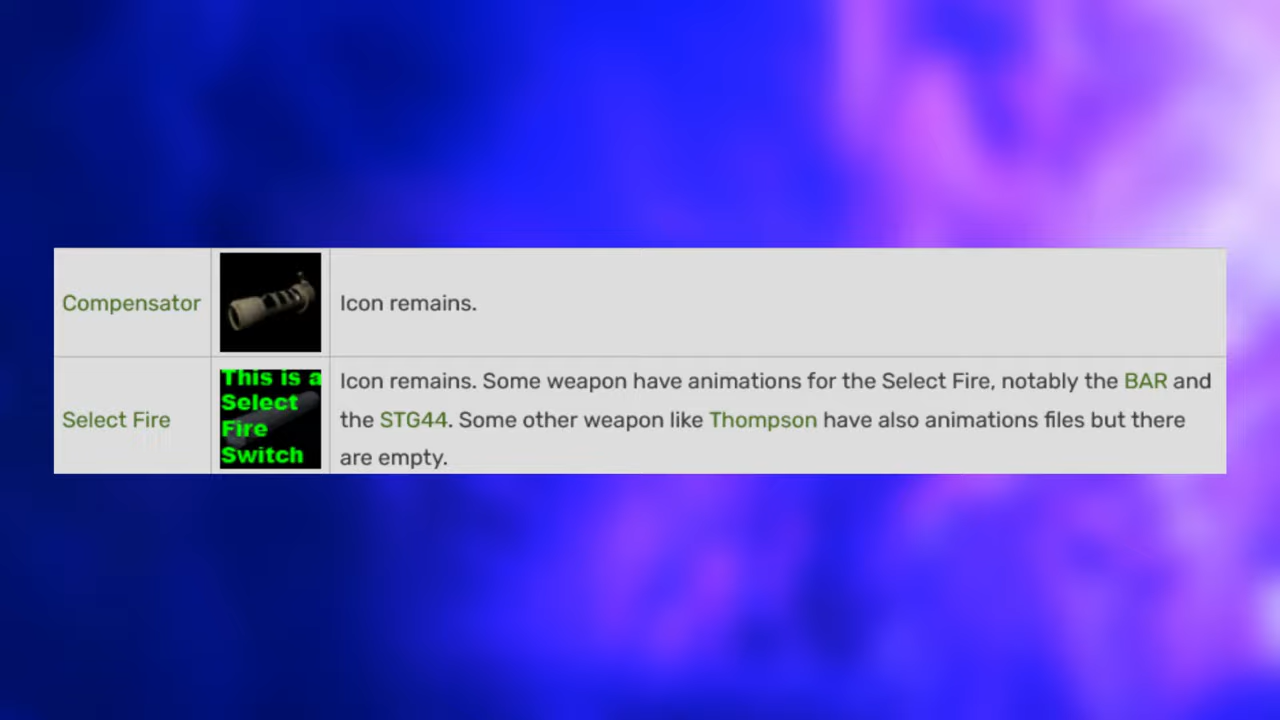 Compensator
Icon remains.
Select Fire
This is a
Select
Fire
Switch
Icon remains. Some weapon have animations for the Select Fire, notably the BAR and
the STG44. Some other weapon like Thompson have also animations files but there
are empty.